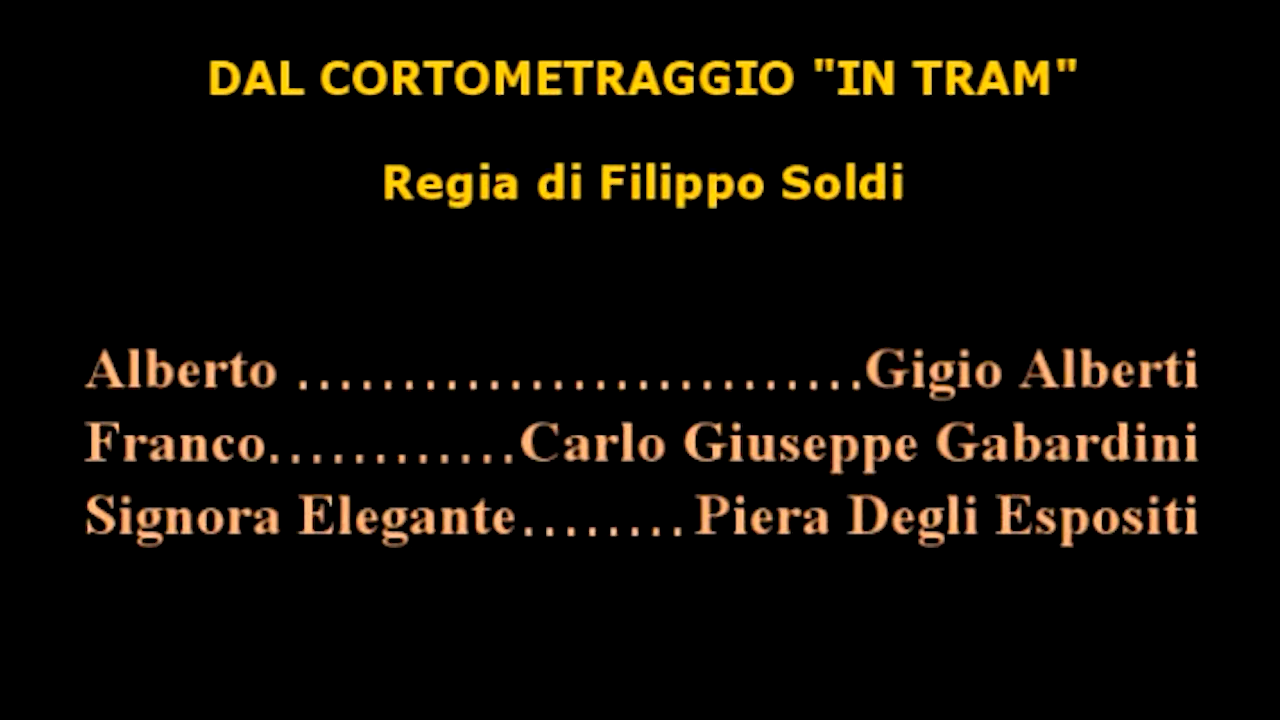 DAL CORTOMETRAGGIO "IN TRAM"
Regia di Filippo Soldi
Alberto ...........................Gigio Alberti
Franco............Carlo Giuseppe Gabardini
Signora Elegante........Piera Degli Espositi